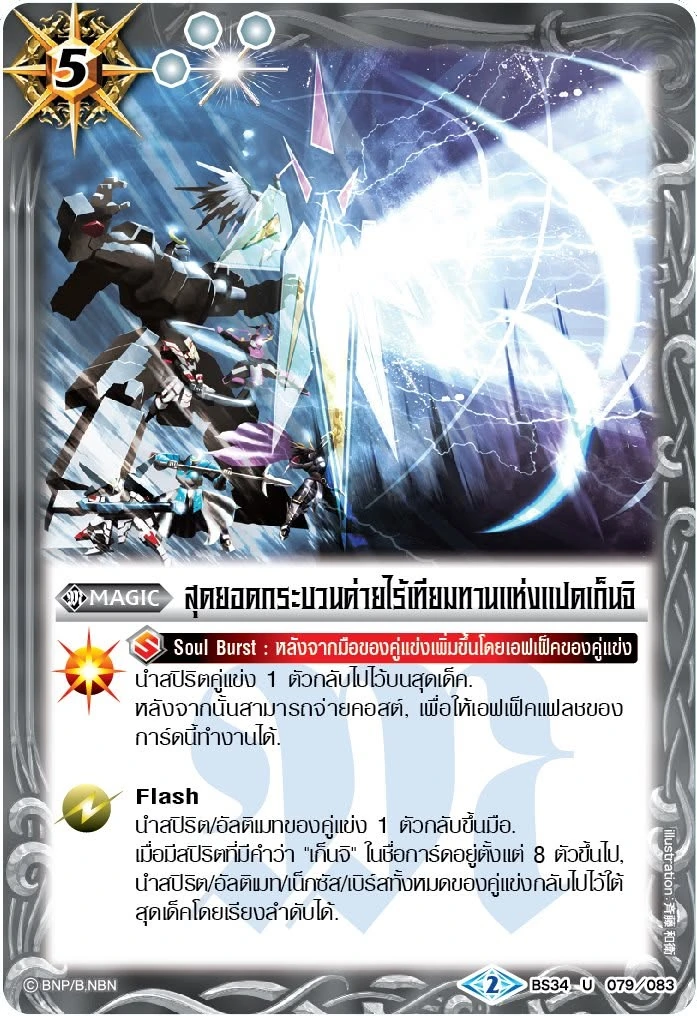 5
MAGIC
สุดยอดกระบวนค่ายไร้เทียมทานแห่งแปดเก็นจิ
S Soul Burst : หลังจากมือของคู่แข่งเพิ่มขึ้นโดยเอฟเฟ็คของคู่แข่ง
นำสปิริตคู่แข่ง 1 ตัวกลับไปไว้บนสุดเด็ค.
หลังจากนั้นสามารถจ่ายคอสต์, เพื่อให้เอฟเฟ็คแฟลชของ
การ์ดนี้ทำงานได้.
Flash
นำสปิริต/อัลติเมทของคู่แข่ง 1 ตัวกลับขึ้นมือ.
เมื่อมีสปิริตที่มีคำว่า "เก็นจิ" ในชื่อการ์ดอยู่ตั้งแต่ 8 ตัวขึ้นไป,
นำสปิริต/อัลติเมท/เน็กซัส/เบิร์สทั้งหมดของคู่แข่งกลับไปไว้ใต้
สุดเด็คโดยเรียงลำดับได้.
illustration : 斉藤 和衛
©BNP/B,NBN
2 BS34 U 079/083